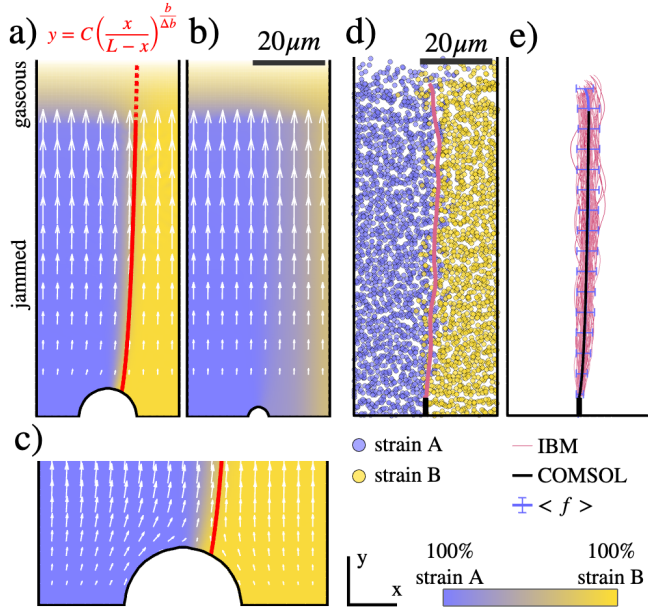 a) y = C(x/(L−x))^(b/Δb) b) d) e)
20μm 20μm
gaseous
jammed
c)
strain A IBM
strain B COMSOL
< f >
y
x
100% 100%
strain A strain B